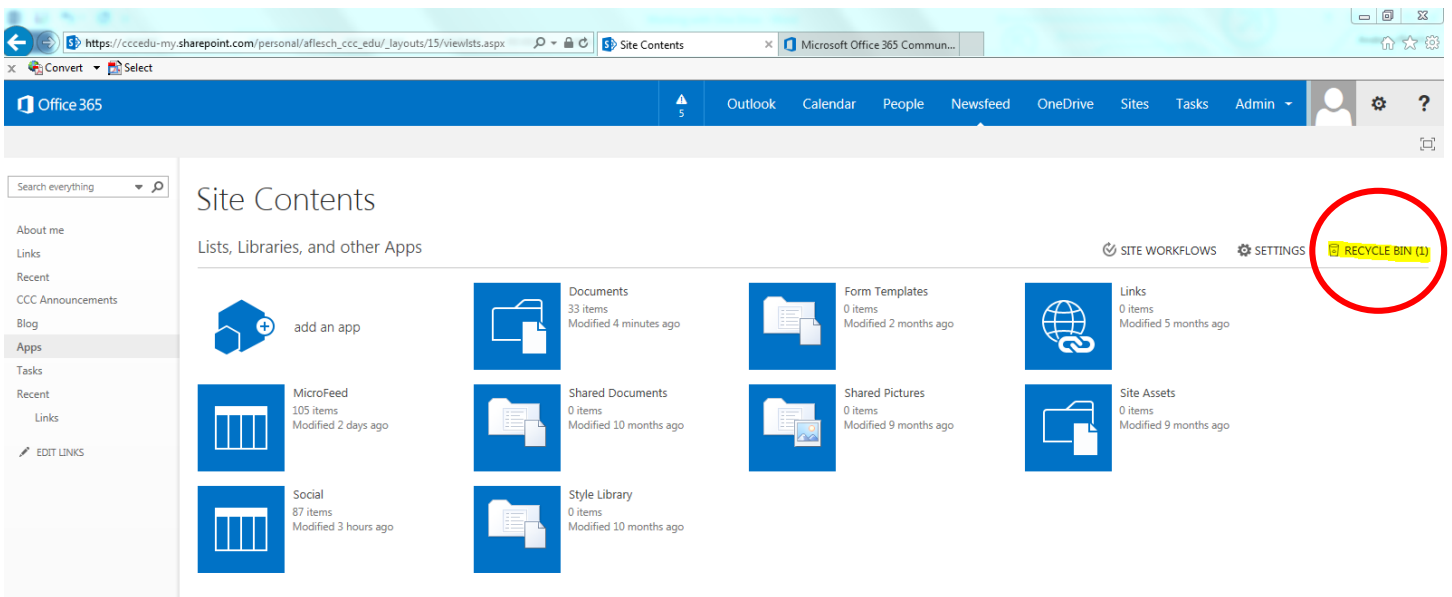 https://cccedu-my.sharepoint.com/personal/aflesch_ccc_edu/_layouts/15/viewlsts.aspx
Site Contents
Microsoft Office 365 Commun...
x Convert Select
Office 365
5
Outlook Calendar People Newsfeed OneDrive Sites Tasks Admin ?
Search everything
About me
Links
Recent
CCC Announcements
Blog
Apps
Tasks
Recent
Links
EDIT LINKS
Site Contents
Lists, Libraries, and other Apps
SITE WORKFLOWS SETTINGS RECYCLE BIN (1)
add an app
Documents
33 items
Modified 4 minutes ago
Form Templates
0 items
Modified 2 months ago
Links
0 items
Modified 5 months ago
MicroFeed
105 items
Modified 2 days ago
Shared Documents
0 items
Modified 10 months ago
Shared Pictures
0 items
Modified 9 months ago
Site Assets
0 items
Modified 9 months ago
Social
87 items
Modified 3 hours ago
Style Library
0 items
Modified 10 months ago